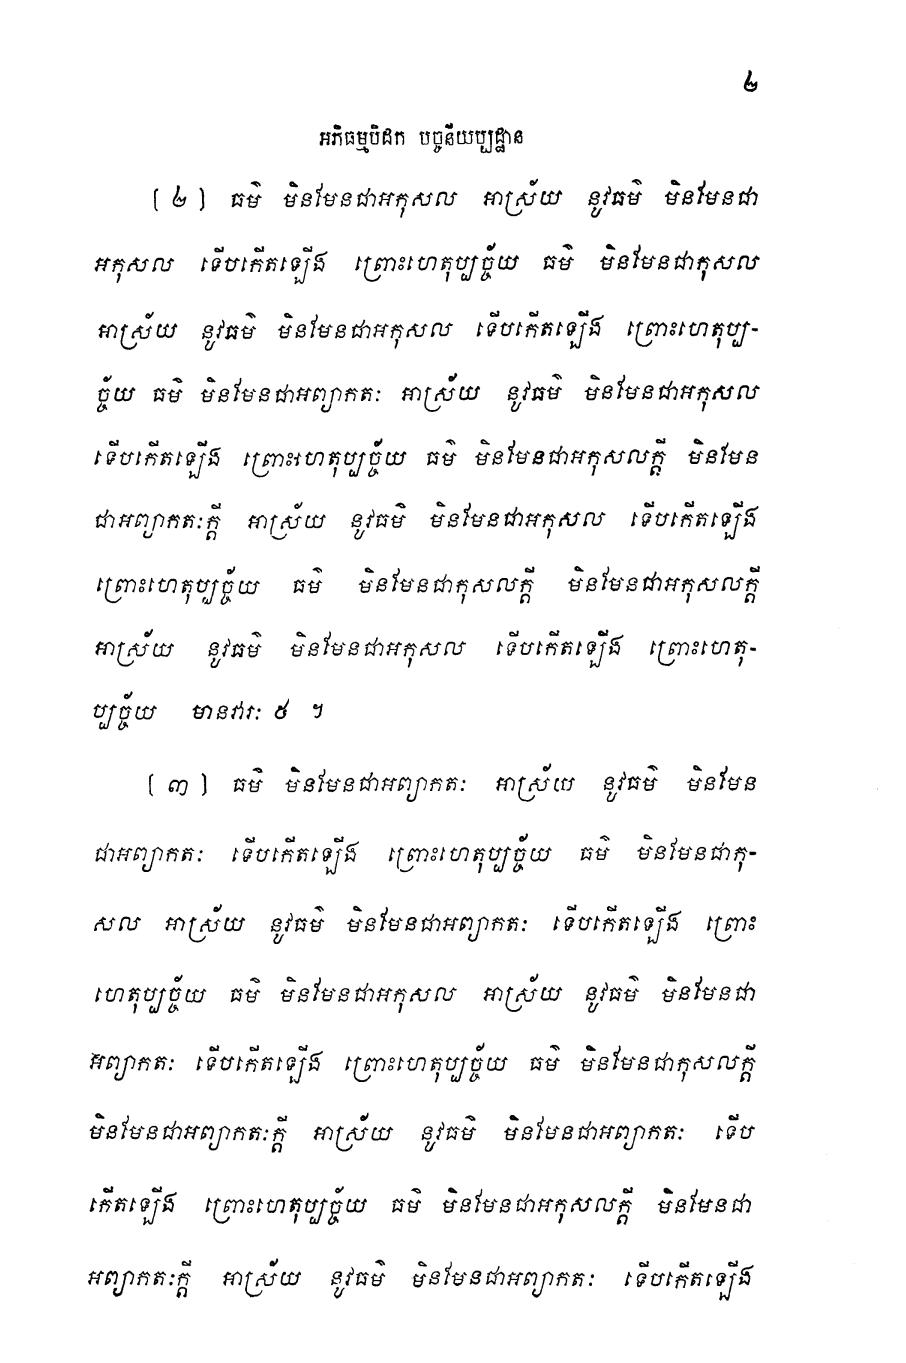 ២
អភិធម្មបិដក បច្ចនីយប្បដ្ឋាន
[ ២ ] ធម៌ មិនមែនជាអកុសល អាស្រ័យ នូវធម៌ មិនមែនជា
អកុសល ទើបកើតឡើង ព្រោះហេតុប្បច្ច័យ ធម៌ មិនមែនជាកុសល
អាស្រ័យ នូវធម៌ មិនមែនជាអកុសល ទើបកើតឡើង ព្រោះហេតុប្ប-
ច្ច័យ ធម៌ មិនមែនជាអព្យាកតៈ អាស្រ័យ នូវធម៌ មិនមែនជាអកុសល
ទើបកើតឡើង ព្រោះហេតុប្បច្ច័យ ធម៌ មិនមែនជាអកុសលក្តី មិនមែន
ជាអព្យាកតៈក្តី អាស្រ័យ នូវធម៌ មិនមែនជាអកុសល ទើបកើតឡើង
ព្រោះហេតុប្បច្ច័យ ធម៌ មិនមែនជាកុសលក្តី មិនមែនជាអកុសលក្តី
អាស្រ័យ នូវធម៌ មិនមែនជាអកុសល ទើបកើតឡើង ព្រោះហេតុ-
ប្បច្ច័យ មានវារៈ ៥ ។
[ ៣ ] ធម៌ មិនមែនជាអព្យាកតៈ អាស្រ័យ នូវធម៌ មិនមែន
ជាអព្យាកតៈ ទើបកើតឡើង ព្រោះហេតុប្បច្ច័យ ធម៌ មិនមែនជាកុ-
សល អាស្រ័យ នូវធម៌ មិនមែនជាអព្យាកតៈ ទើបកើតឡើង ព្រោះ
ហេតុប្បច្ច័យ ធម៌ មិនមែនជាអកុសល អាស្រ័យ នូវធម៌ មិនមែនជា
អព្យាកតៈ ទើបកើតឡើង ព្រោះហេតុប្បច្ច័យ ធម៌ មិនមែនជាកុសលក្តី
មិនមែនជាអព្យាកតៈក្តី អាស្រ័យ នូវធម៌ មិនមែនជាអព្យាកតៈ ទើប
កើតឡើង ព្រោះហេតុប្បច្ច័យ ធម៌ មិនមែនជាអកុសលក្តី មិនមែនជា
អព្យាកតៈក្តី អាស្រ័យ នូវធម៌ មិនមែនជាអព្យាកតៈ ទើបកើតឡើង